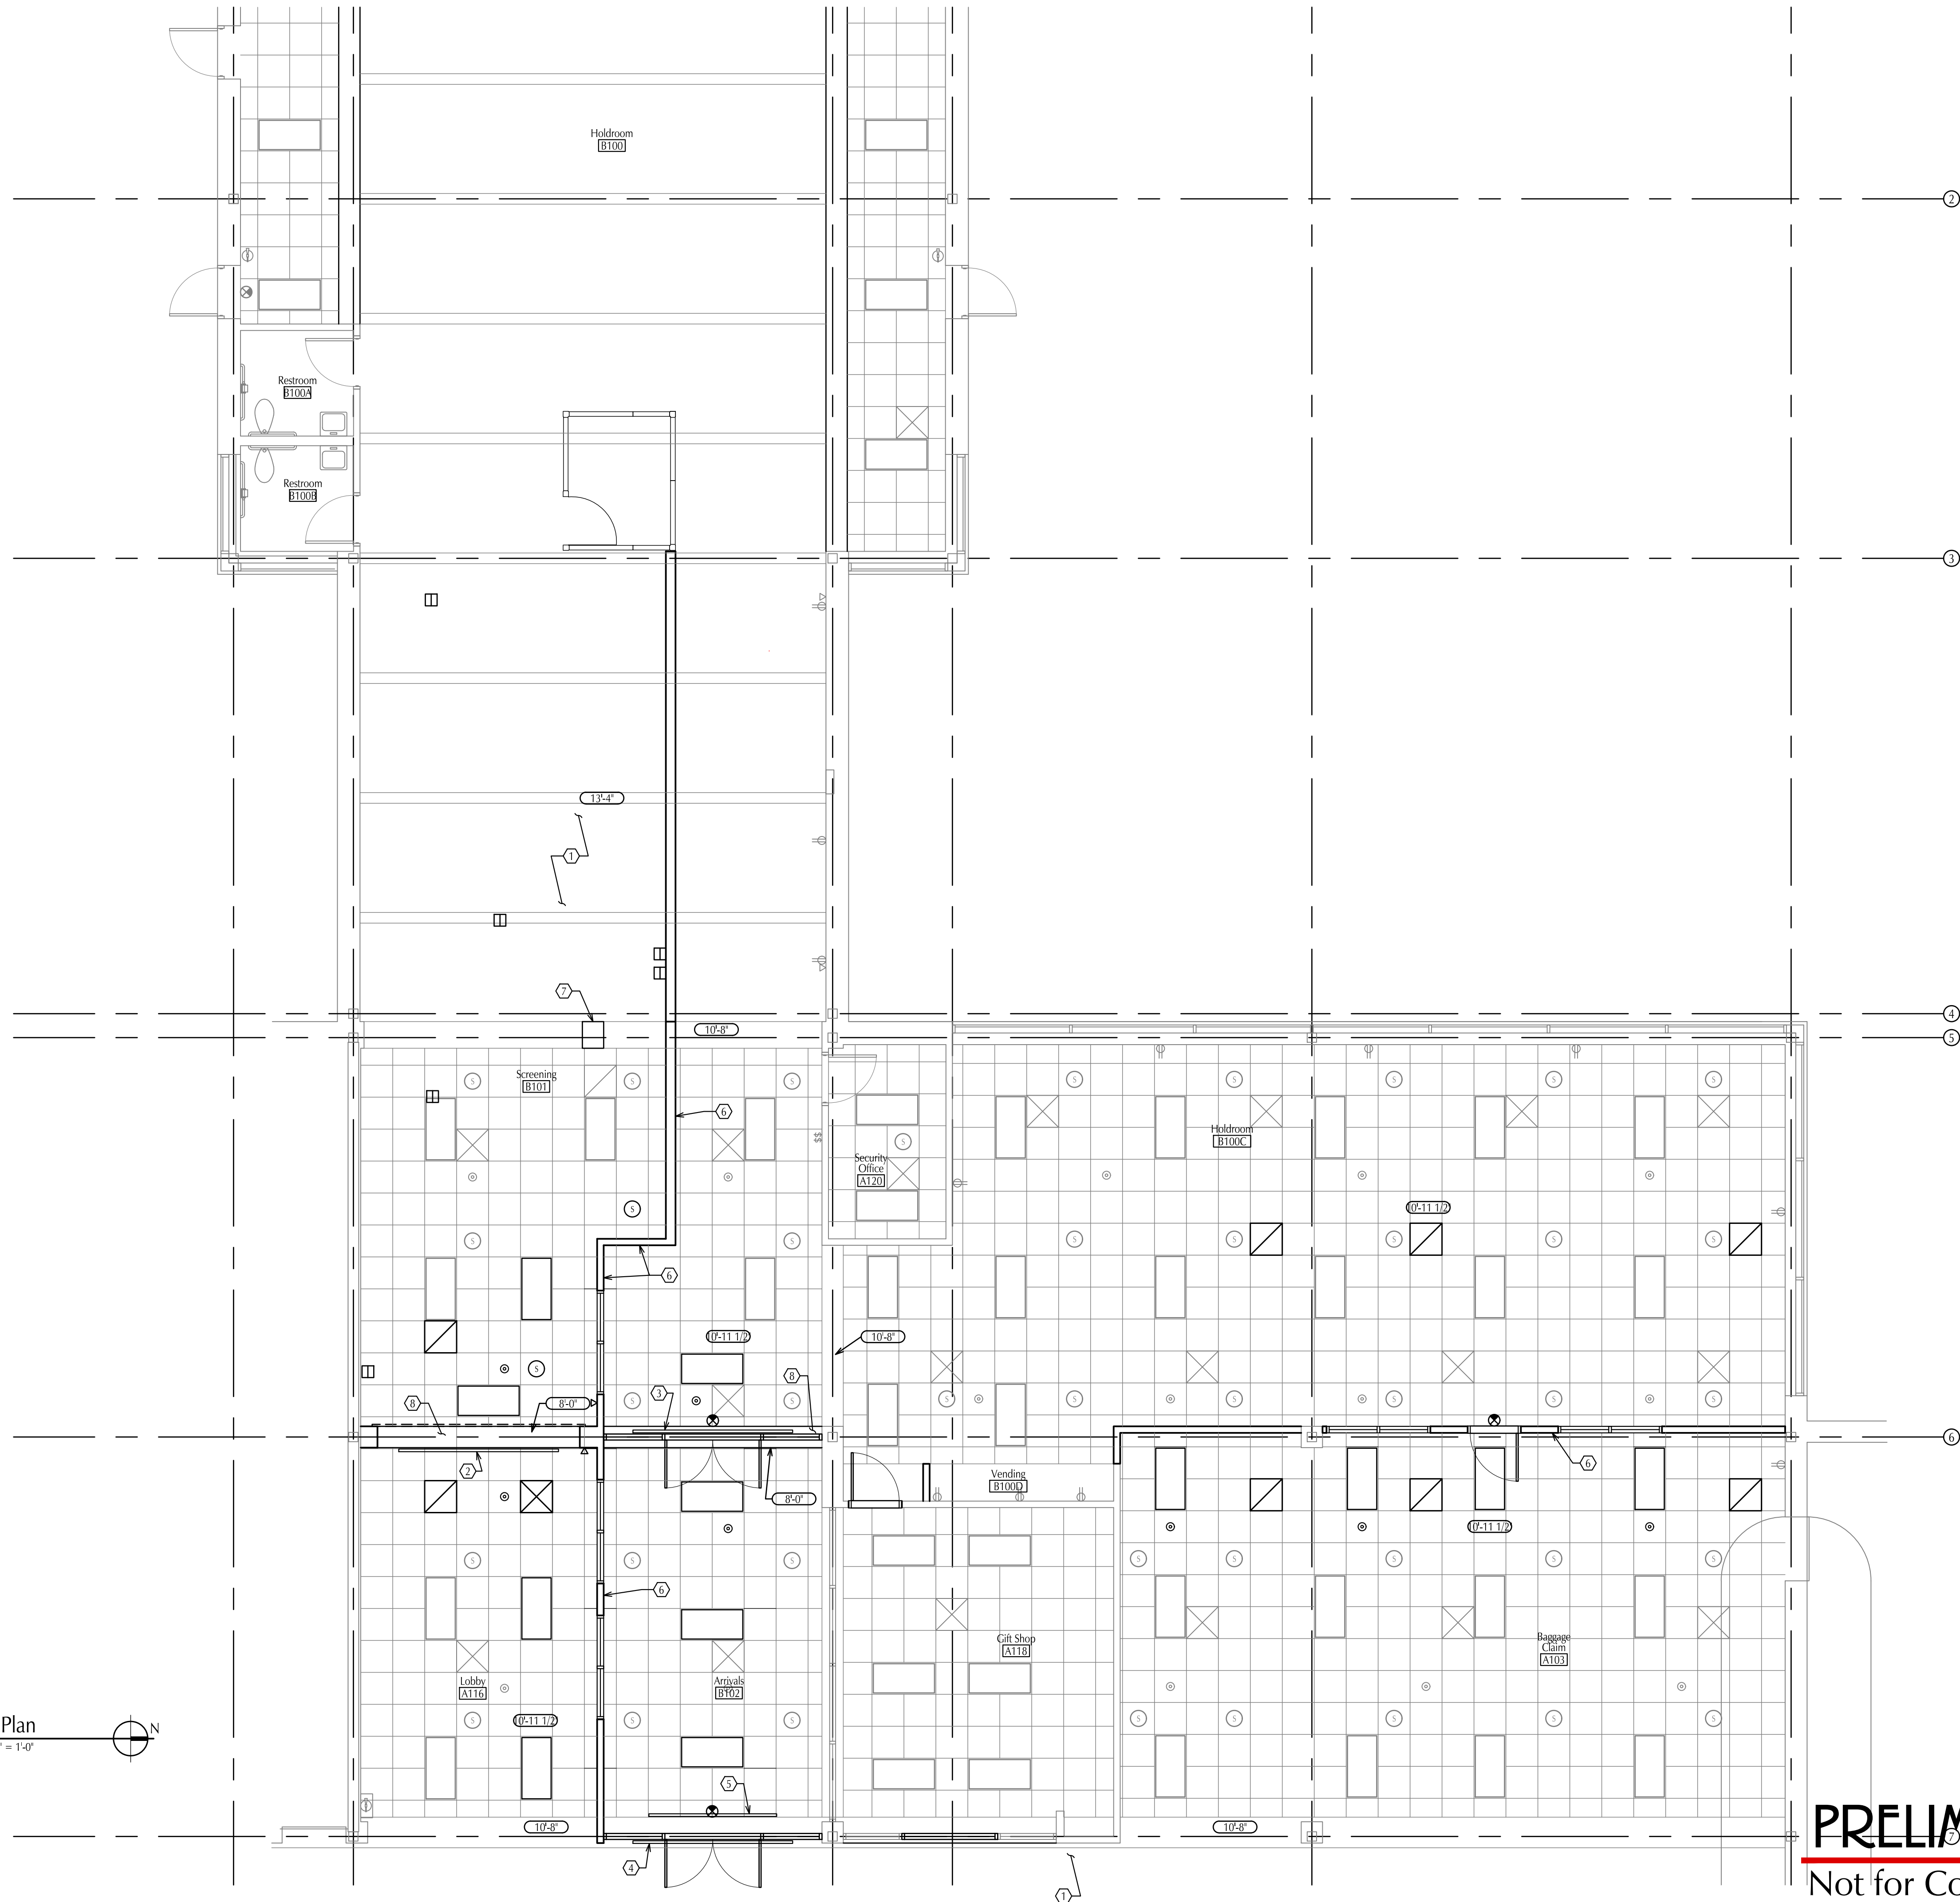 Holdroom
B100
2
Restroom
B100A
Restroom
B100B
3
13'-4"
1
7
4
10'-8"
5
Screening
B101
S
S
S
S
S
S
S
S
6
$$
S
Security
Office
A120
Holdroom
B100C
S
10'-11 1/2"
S
S
S
S
S
S
S
6
10'-11 1/2"
10'-8"
S
3
8
8
8'-0"
S
S
S
S
S
S
S
S
6
2
6
Vending
B100D
8'-0"
10'-11 1/2"
S
S
S
S
S
S
S
S
6
Gift Shop
A118
Baggage
Claim
A103
Lobby
A116
Arrivals
B102
10'-11 1/2"
S
S
S
S
S
S
S
S
Plan
" = 1'-0"
N
5
10'-8"
10'-8"
7
4
1
PRELIM
Not for Co